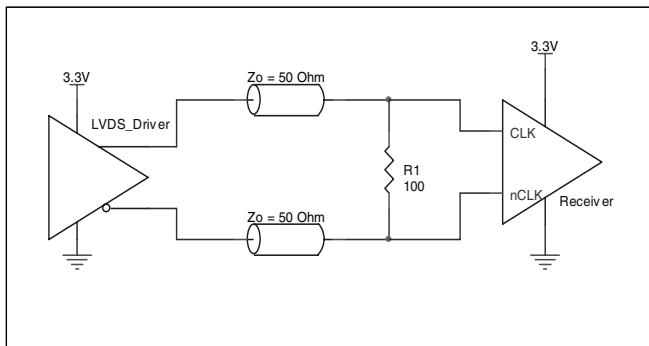 3.3V
LVDS_Driver
Zo = 50 Ohm
Zo = 50 Ohm
R1
100
3.3V
CLK
nCLK
Receiver